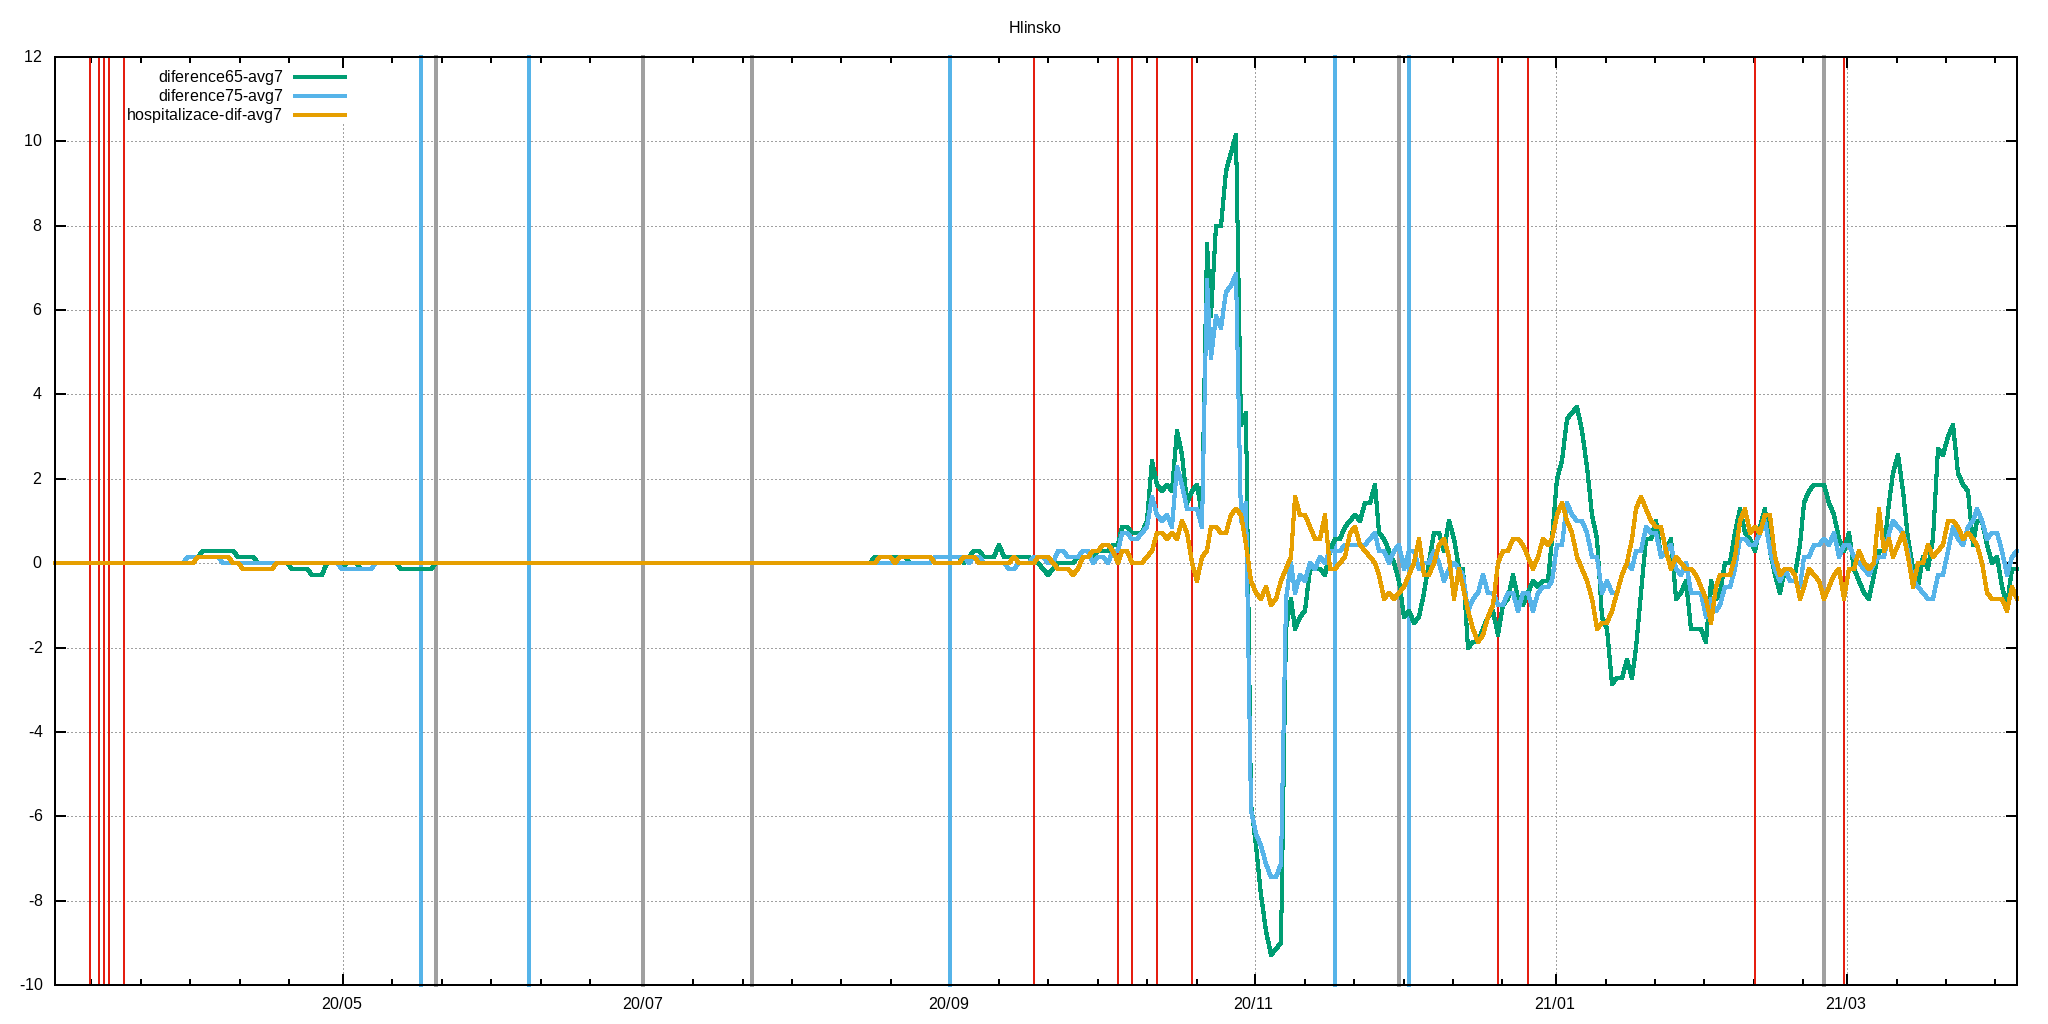 Hlinsko
12
diference65-avg7
diference75-avg7
hospitalizace-dif-avg7
10
8
6
4
2
0
-2
-4
-6
-8
-10
20/05 20/07 20/09 20/11 21/01 21/03